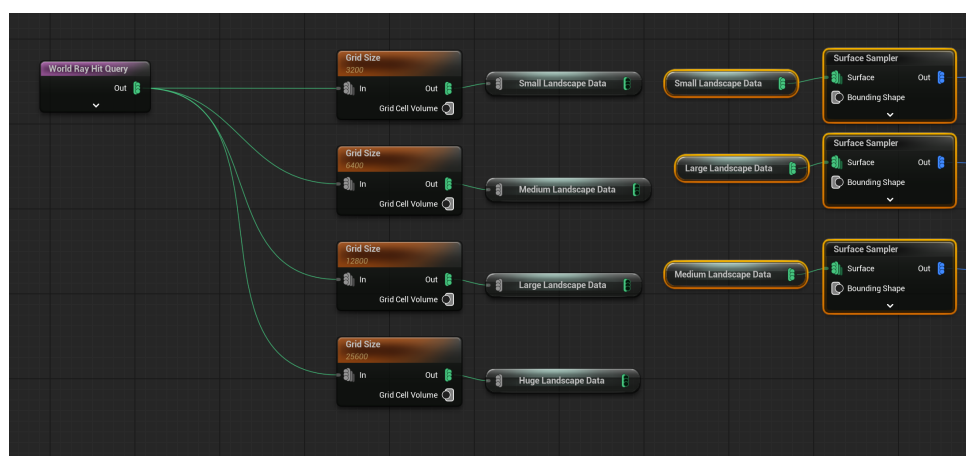 World Ray Hit Query
Out
Grid Size
3200
In
Out
Grid Cell Volume
Small Landscape Data
Grid Size
6400
In
Out
Grid Cell Volume
Medium Landscape Data
Grid Size
12800
In
Out
Grid Cell Volume
Large Landscape Data
Grid Size
25600
In
Out
Grid Cell Volume
Huge Landscape Data
Small Landscape Data
Surface Sampler
Surface
Out
Bounding Shape
Large Landscape Data
Surface Sampler
Surface
Out
Bounding Shape
Medium Landscape Data
Surface Sampler
Surface
Out
Bounding Shape